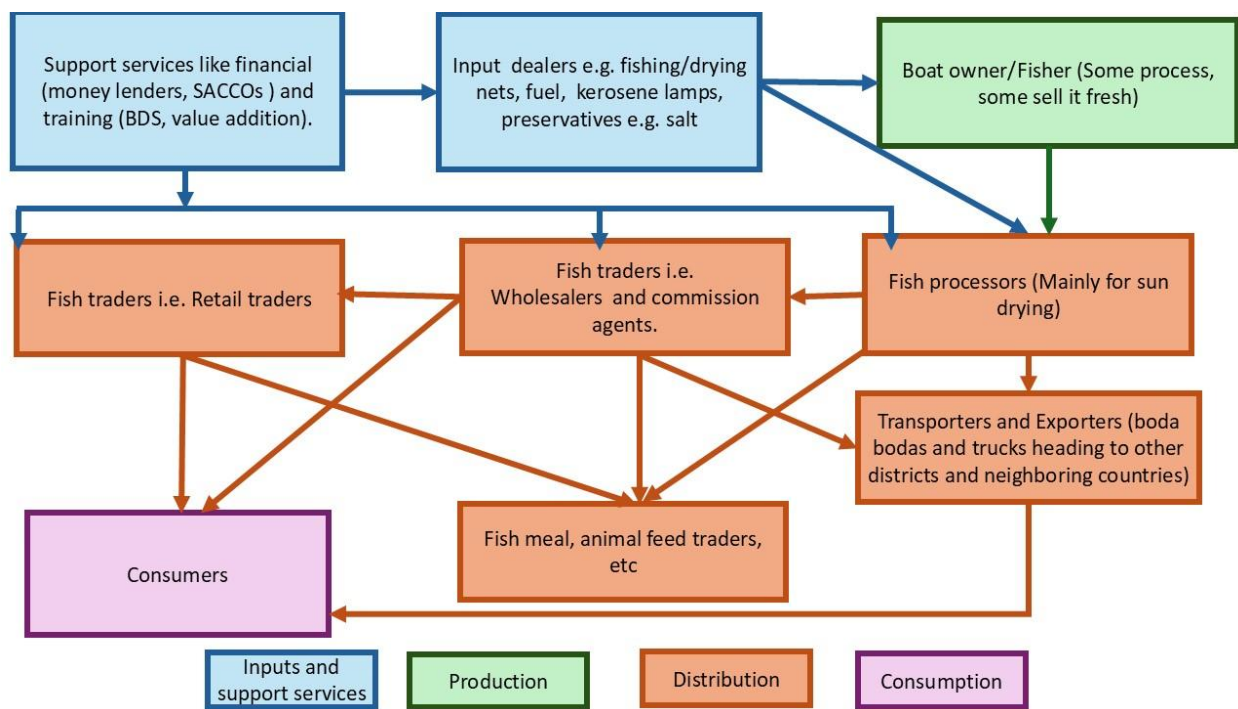 Support services like financial
(money lenders, SACCOs ) and
training (BDS, value addition).
Input dealers e.g. fishing/drying
nets, fuel, kerosene lamps,
preservatives e.g. salt
Boat owner/Fisher (Some process,
some sell it fresh)
Fish traders i.e. Retail traders
Fish traders i.e.
Wholesalers and commission
agents.
Fish processors (Mainly for sun
drying)
Transporters and Exporters (boda
bodas and trucks heading to other
districts and neighboring countries)
Consumers
Fish meal, animal feed traders,
etc
Inputs and
support services
Production
Distribution
Consumption